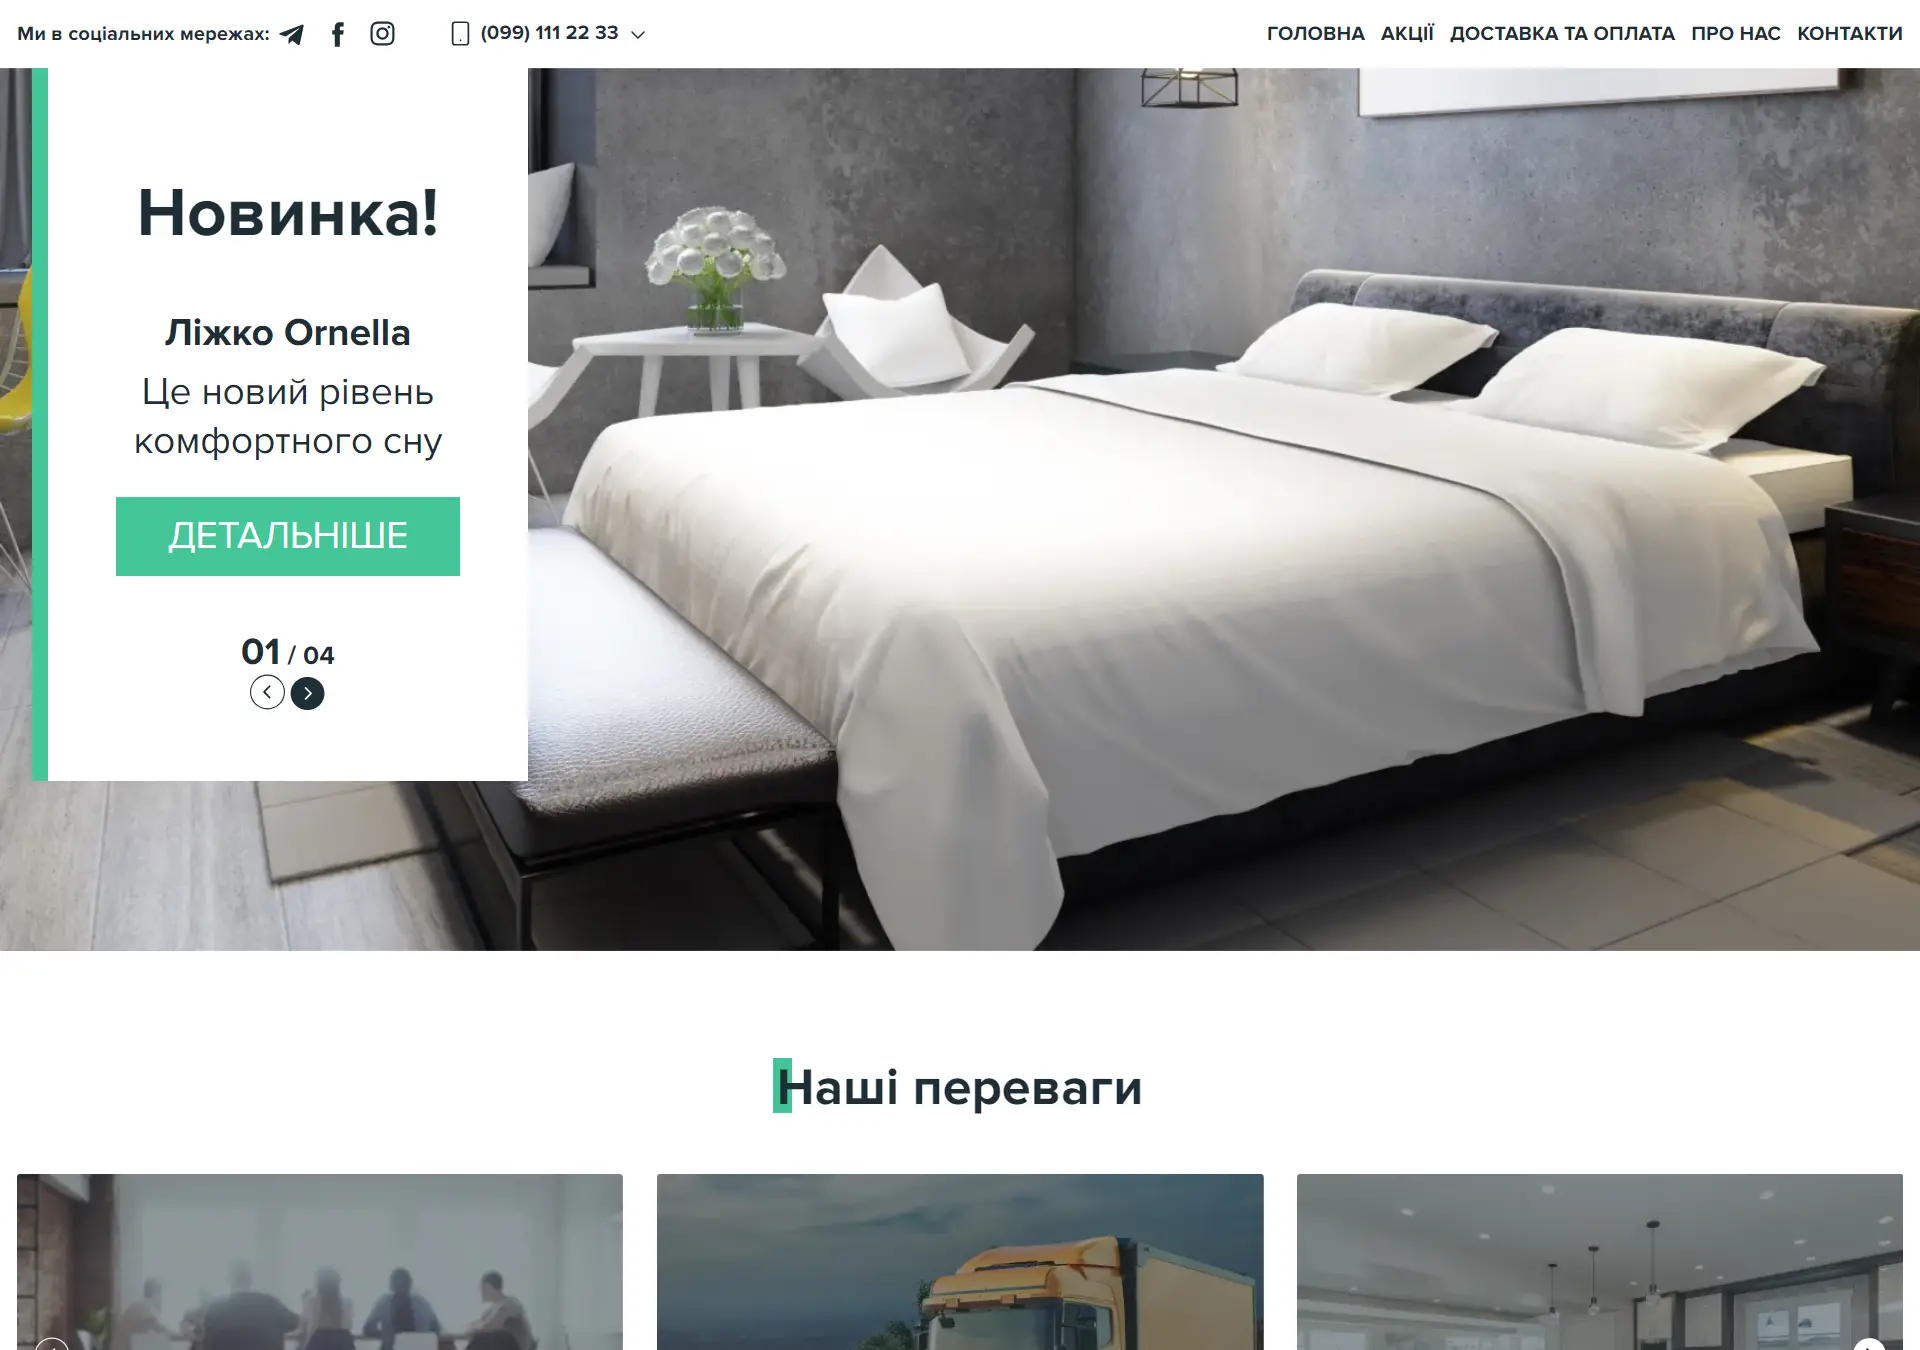 Ми в соціальних мережах:
(099) 111 22 33
ГОЛОВНА АКЦІЇ ДОСТАВКА ТА ОПЛАТА ПРО НАС КОНТАКТИ
Новинка!
Ліжко Ornella
Це новий рівень
комфортного сну
ДЕТАЛЬНІШЕ
01 / 04
Наші переваги